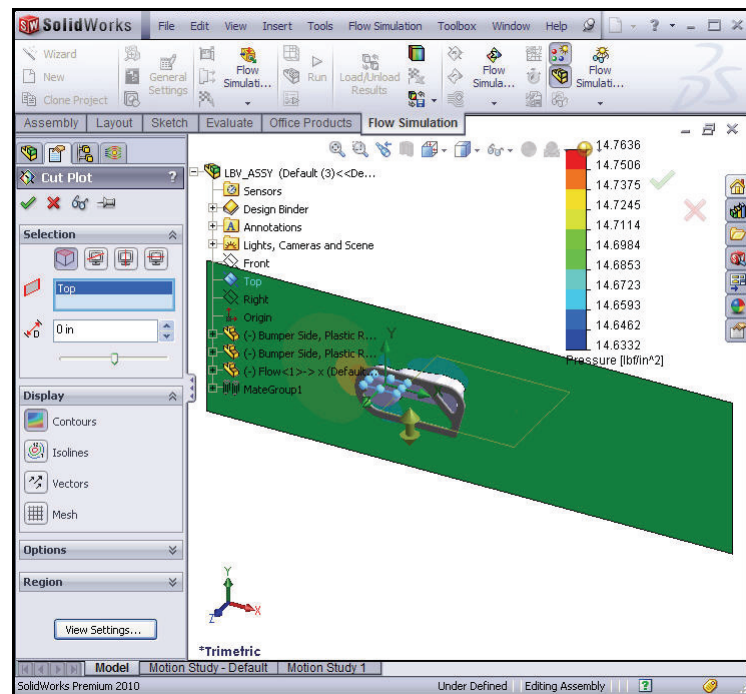 SolidWorks File Edit View Insert Tools Flow Simulation Toolbox Window Help
Wizard
New
Clone Project
General Settings
Flow Simulati...
Run
Load/Unload Results
Flow Simula...
Flow Simulati...
Assembly Layout Sketch Evaluate Office Products Flow Simulation
Cut Plot ?
Selection
Top
0 in
Display
Contours
Isolines
Vectors
Mesh
Options
Region
View Settings...
LBV_ASSY (Default (3)<<De...
Sensors
Design Binder
Annotations
Lights, Cameras and Scene
Front
Top
Right
Origin
(-) Bumper Side, Plastic R...
(-) Bumper Side, Plastic R...
(-) Flow<1>-> x (Default...
MateGroup1
14.7636
14.7506
14.7375
14.7245
14.7114
14.6984
14.6853
14.6723
14.6593
14.6462
14.6332
Pressure [lbf/in^2]
Y
Y
X
Z
*Trimetric
Model Motion Study - Default Motion Study 1
SolidWorks Premium 2010 Under Defined Editing Assembly ?